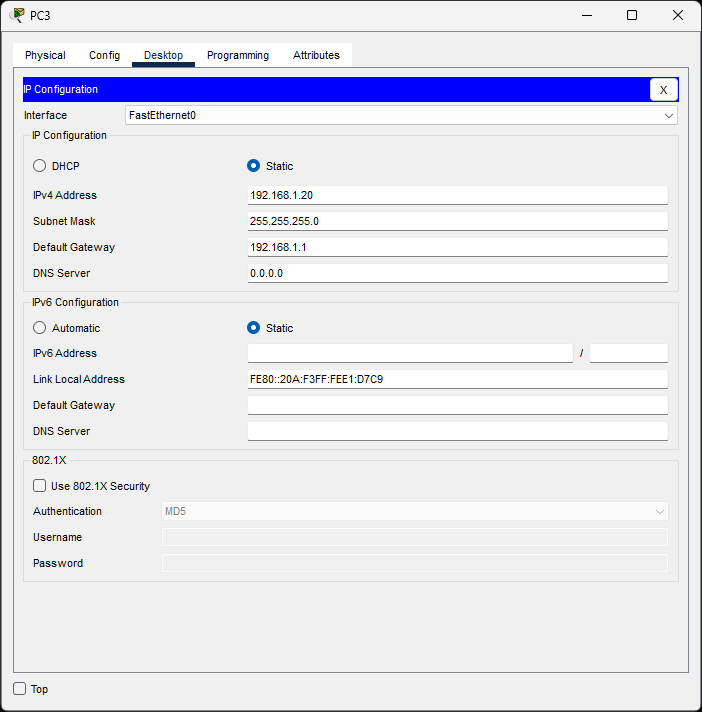 PC3
Physical Config Desktop Programming Attributes
IP Configuration X
Interface FastEthernet0
IP Configuration
DHCP Static
IPv4 Address 192.168.1.20
Subnet Mask 255.255.255.0
Default Gateway 192.168.1.1
DNS Server 0.0.0.0
IPv6 Configuration
Automatic Static
IPv6 Address /
Link Local Address FE80::20A:F3FF:FEE1:D7C9
Default Gateway
DNS Server
802.1X
Use 802.1X Security
Authentication MD5
Username
Password
Top